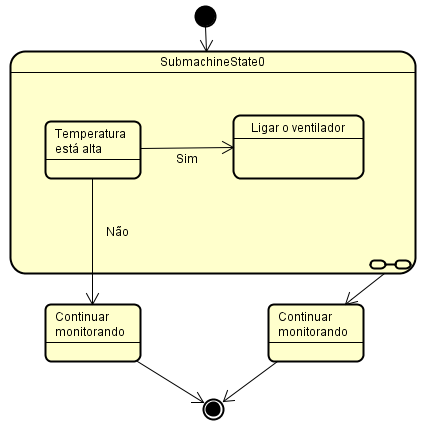 SubmachineState0
Temperatura
está alta
Sim
Ligar o ventilador
Não
Continuar
monitorando
Continuar
monitorando